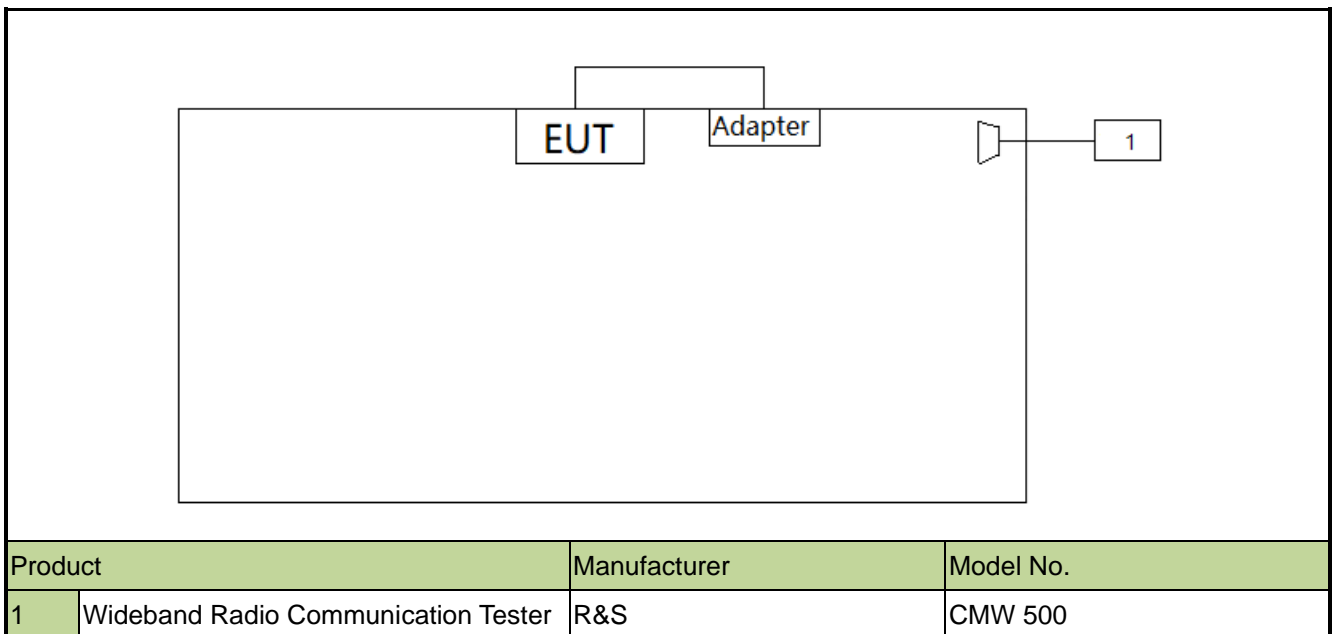 EUT
Adapter
1
Product Manufacturer Model No.
1 Wideband Radio Communication Tester R&S CMW 500